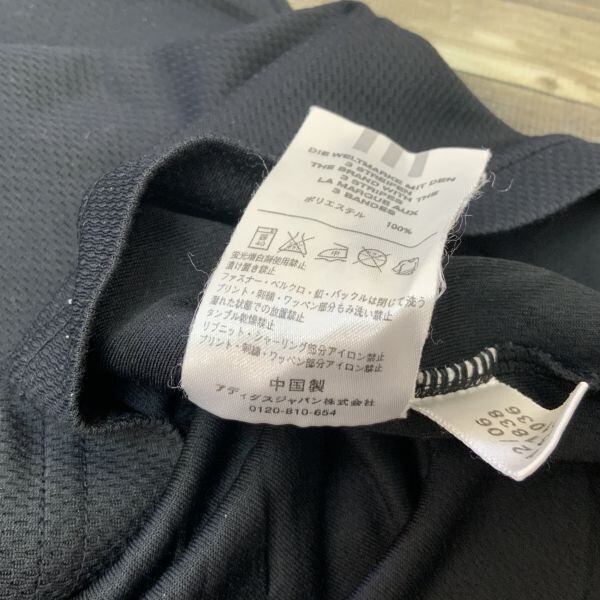 DIE WELTMARKE MIT DEN
3 STREIFEN
THE BRAND WITH THE
3 STRIPES
LA MARQUE AUX
3 BANDES
ポリエステル 100%
40
蛍光増白剤使用禁止
漬け置き禁止
ファスナー・ベルクロ・釦・バックルは閉じて洗う
プリント・刺繍・ワッペン部分もみ洗い禁止
濡れた状態での放置禁止
タンブル乾燥禁止
リブニット・シャーリング部分アイロン禁止
プリント・刺繍・ワッペン部分アイロン禁止
中国製
アディダスジャパン株式会社
0120-810-654
068